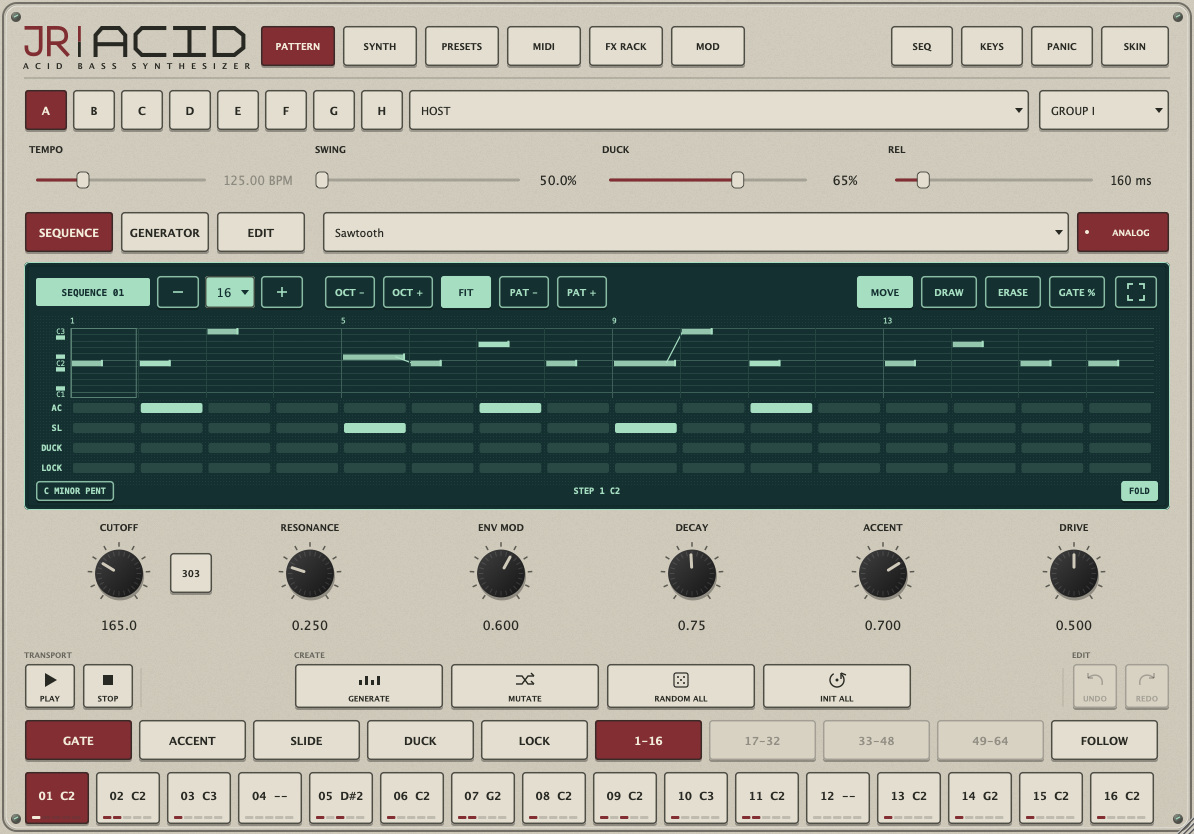 JR|ACID
ACID BASS SYNTHESIZER
PATTERN SYNTH PRESETS MIDI FX RACK MOD SEQ KEYS PANIC SKIN
A B C D E F G H HOST GROUP I
TEMPO SWING DUCK REL
125.00 BPM 50.0% 65% 160 ms
SEQUENCE GENERATOR EDIT Sawtooth ANALOG
SEQUENCE 01 − 16 + OCT − OCT + FIT PAT − PAT + MOVE DRAW ERASE GATE %
1 5 9 13
C3
C2
C1
AC
SL
DUCK
LOCK
C MINOR PENT STEP 1 C2 FOLD
CUTOFF RESONANCE ENV MOD DECAY ACCENT DRIVE
303
165.0 0.250 0.600 0.75 0.700 0.500
TRANSPORT CREATE EDIT
PLAY STOP GENERATE MUTATE RANDOM ALL INIT ALL UNDO REDO
GATE ACCENT SLIDE DUCK LOCK 1–16 17–32 33–48 49–64 FOLLOW
01 C2 02 C2 03 C3 04 -- 05 D#2 06 C2 07 G2 08 C2 09 C2 10 C3 11 C2 12 -- 13 C2 14 G2 15 C2 16 C2